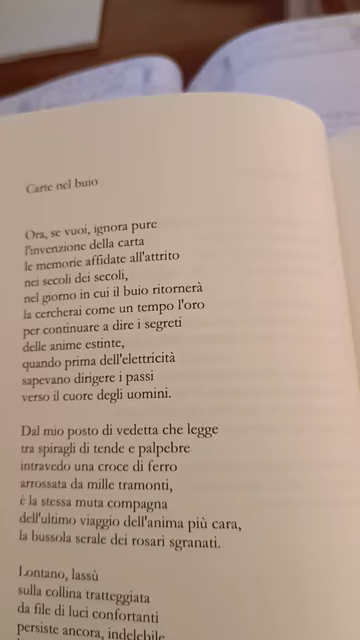 Carte nel buio
Ora, se vuoi, ignora pure
l'invenzione della carta
le memorie affidate all'attrito
nei secoli dei secoli,
nel giorno in cui il buio ritornerà
la cercherai come un tempo l'oro
per continuare a dire i segreti
delle anime estinte,
quando prima dell'elettricità
sapevano dirigere i passi
verso il cuore degli uomini.
Dal mio posto di vedetta che legge
tra spiragli di tende e palpebre
intravedo una croce di ferro
arrossata da mille tramonti,
è la stessa muta compagna
dell'ultimo viaggio dell'anima più cara,
la bussola serale dei rosari sgranati.
Lontano, lassù
sulla collina tratteggiata
da file di luci confortanti
persiste ancora, indelebile